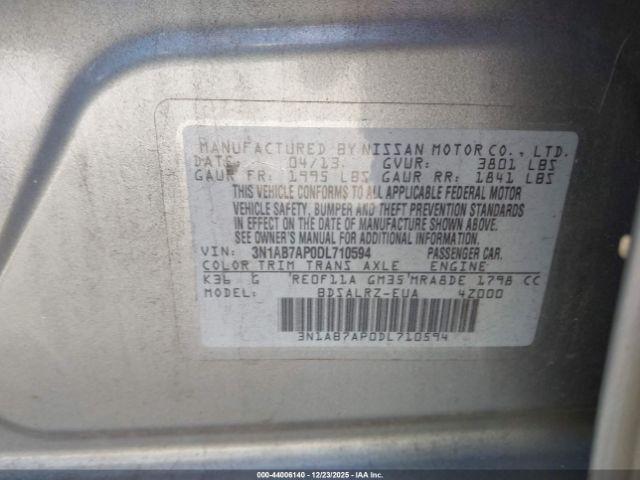 MANUFACTURED BY NISSAN MOTOR CO., LTD.
DATE: 04/13 GVWR: 3801 LBS
GAWR FR: 1995 LBS GAWR RR: 1841 LBS
THIS VEHICLE CONFORMS TO ALL APPLICABLE FEDERAL MOTOR
VEHICLE SAFETY, BUMPER AND THEFT PREVENTION STANDARDS
IN EFFECT ON THE DATE OF MANUFACTURE SHOWN ABOVE.
SEE OWNER'S MANUAL FOR ADDITIONAL INFORMATION.
VIN: 3N1AB7AP0DL710594 PASSENGER CAR.
COLOR TRIM TRANS AXLE ENGINE
K36 G RE0F11A GM35 MRA8DE 1798 CC
MODEL: BDSALRZ-EUA 4Z000
3N1AB7AP0DL710594
000-44006140 - 12/23/2025 - IAAI.COM